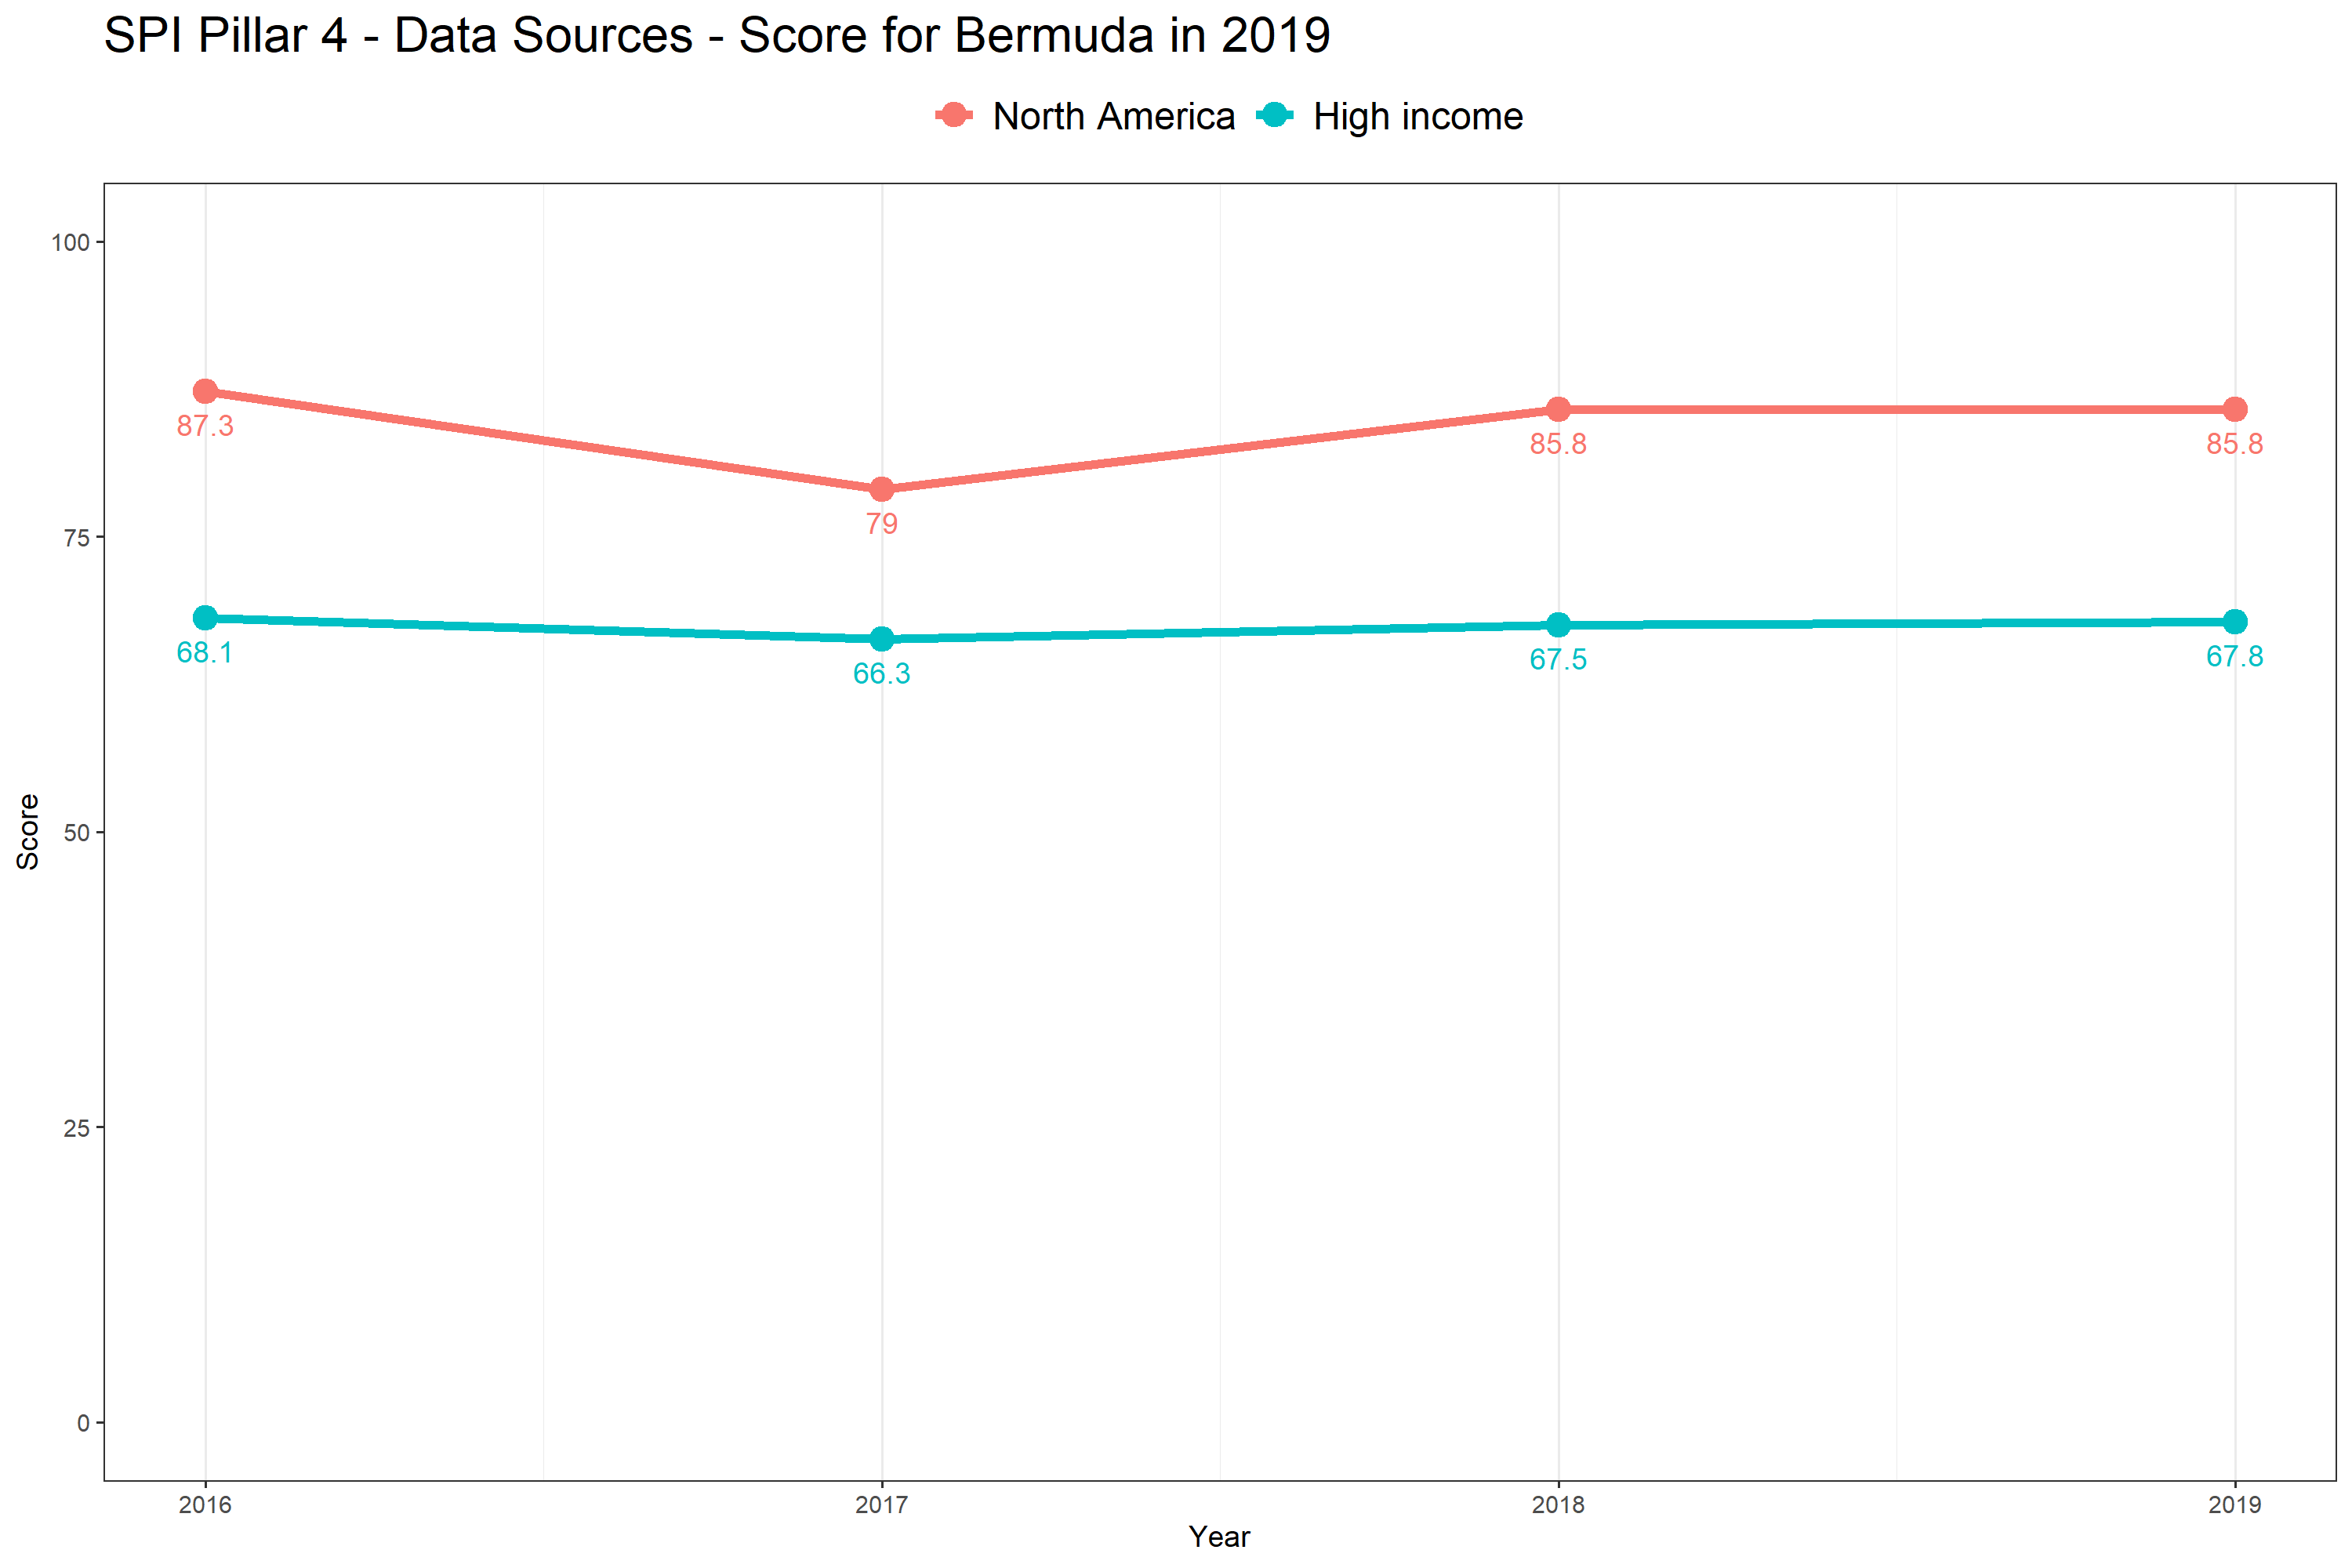 SPI Pillar 4 - Data Sources - Score for Bermuda in 2019
North America High income
100
75
50
25
0
Score
87.3
79
85.8
85.8
68.1
66.3
67.5
67.8
2016 2017 2018 2019
Year